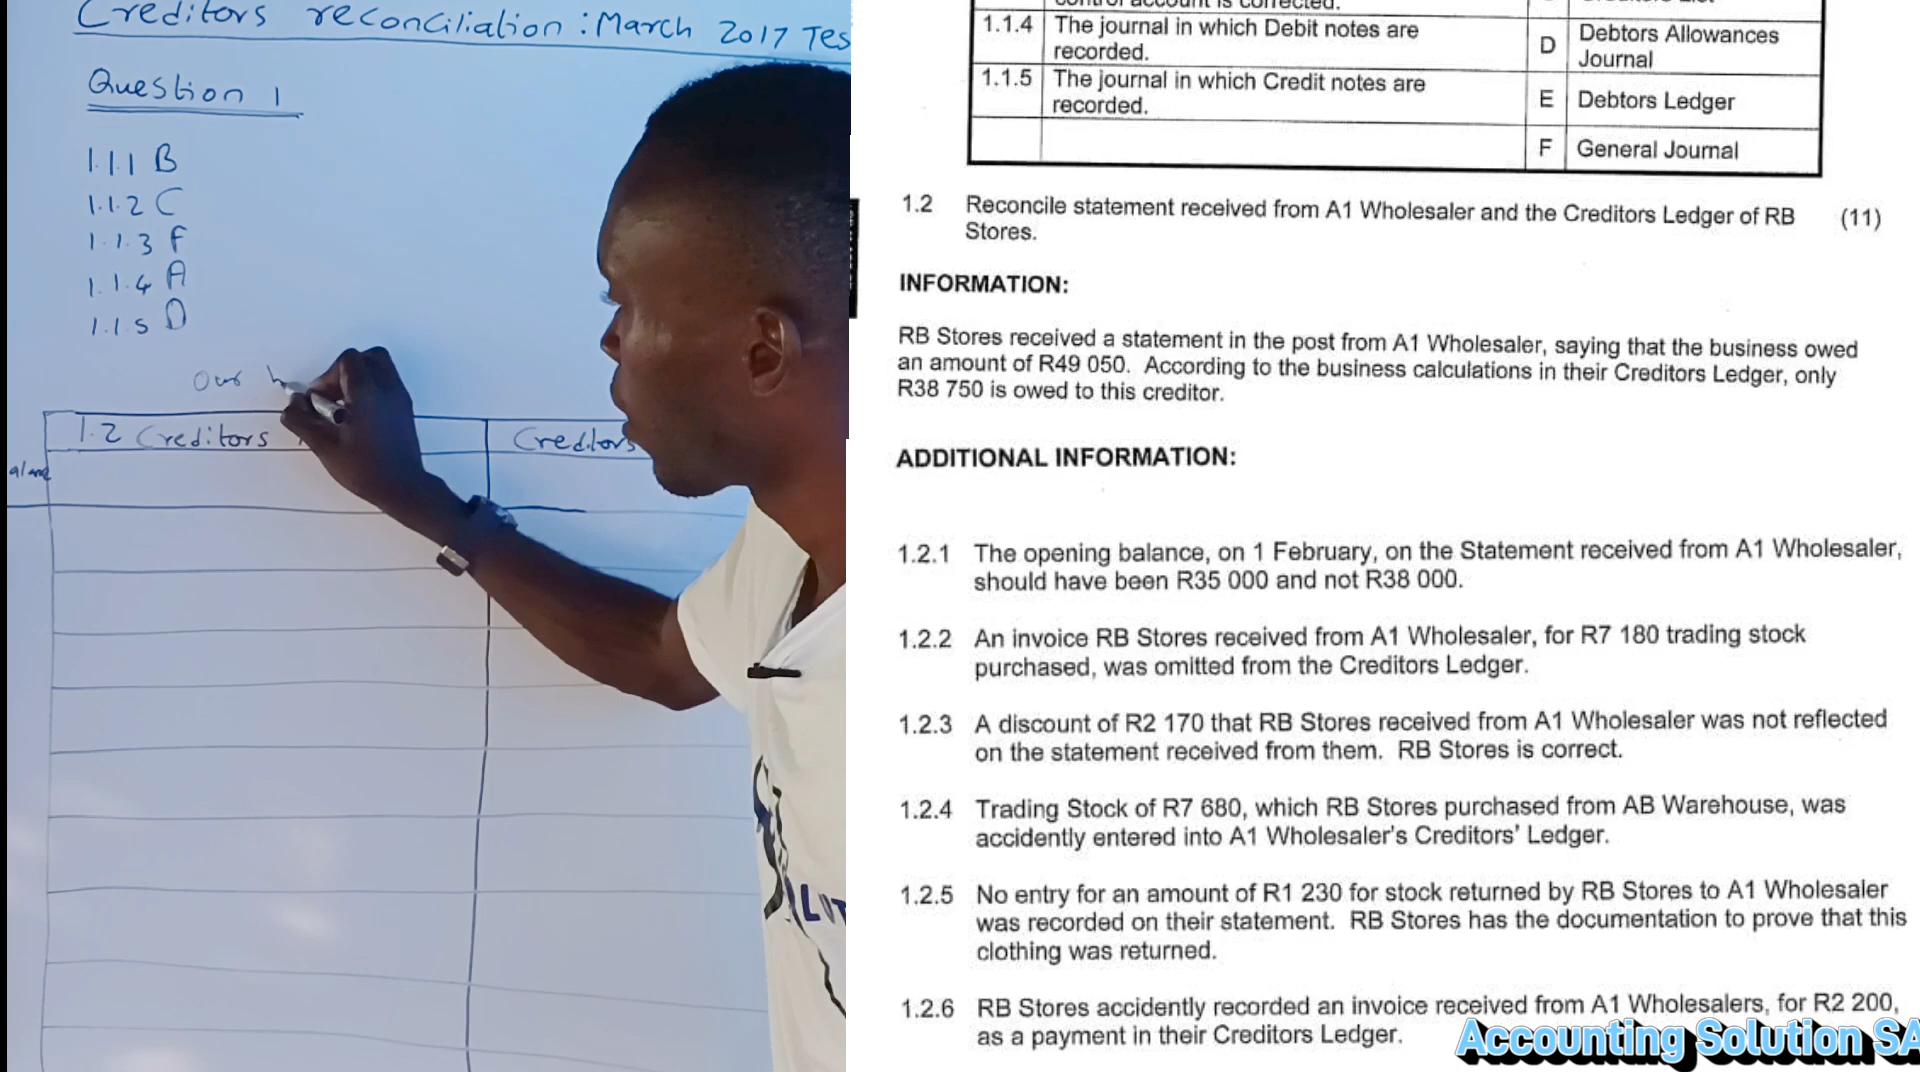 Creditors reconciliation : March 2017 Tes
Question 1
1.1.1 B
1.1.2 C
1.1.3 F
1.1.4 A
1.1.5 D
Our
1.2 Creditors
Creditors
control account is corrected.
1.1.4 The journal in which Debit notes are recorded.
D Debtors Allowances Journal
1.1.5 The journal in which Credit notes are recorded.
E Debtors Ledger
F General Journal
1.2 Reconcile statement received from A1 Wholesaler and the Creditors Ledger of RB (11)
Stores.
INFORMATION:
RB Stores received a statement in the post from A1 Wholesaler, saying that the business owed
an amount of R49 050. According to the business calculations in their Creditors Ledger, only
R38 750 is owed to this creditor.
ADDITIONAL INFORMATION:
1.2.1 The opening balance, on 1 February, on the Statement received from A1 Wholesaler,
should have been R35 000 and not R38 000.
1.2.2 An invoice RB Stores received from A1 Wholesaler, for R7 180 trading stock
purchased, was omitted from the Creditors Ledger.
1.2.3 A discount of R2 170 that RB Stores received from A1 Wholesaler was not reflected
on the statement received from them. RB Stores is correct.
1.2.4 Trading Stock of R7 680, which RB Stores purchased from AB Warehouse, was
accidently entered into A1 Wholesaler's Creditors' Ledger.
1.2.5 No entry for an amount of R1 230 for stock returned by RB Stores to A1 Wholesaler
was recorded on their statement. RB Stores has the documentation to prove that this
clothing was returned.
1.2.6 RB Stores accidently recorded an invoice received from A1 Wholesalers, for R2 200,
as a payment in their Creditors Ledger.
Accounting Solution SA